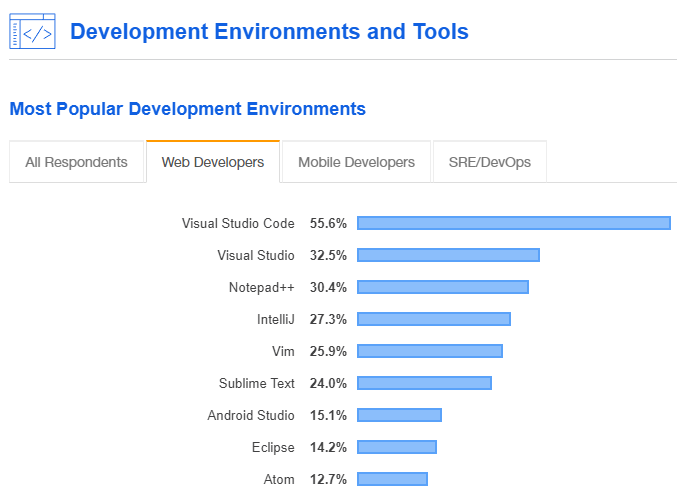 </>
Development Environments and Tools
Most Popular Development Environments
All Respondents Web Developers Mobile Developers SRE/DevOps
Visual Studio Code 55.6%
Visual Studio 32.5%
Notepad++ 30.4%
IntelliJ 27.3%
Vim 25.9%
Sublime Text 24.0%
Android Studio 15.1%
Eclipse 14.2%
Atom 12.7%